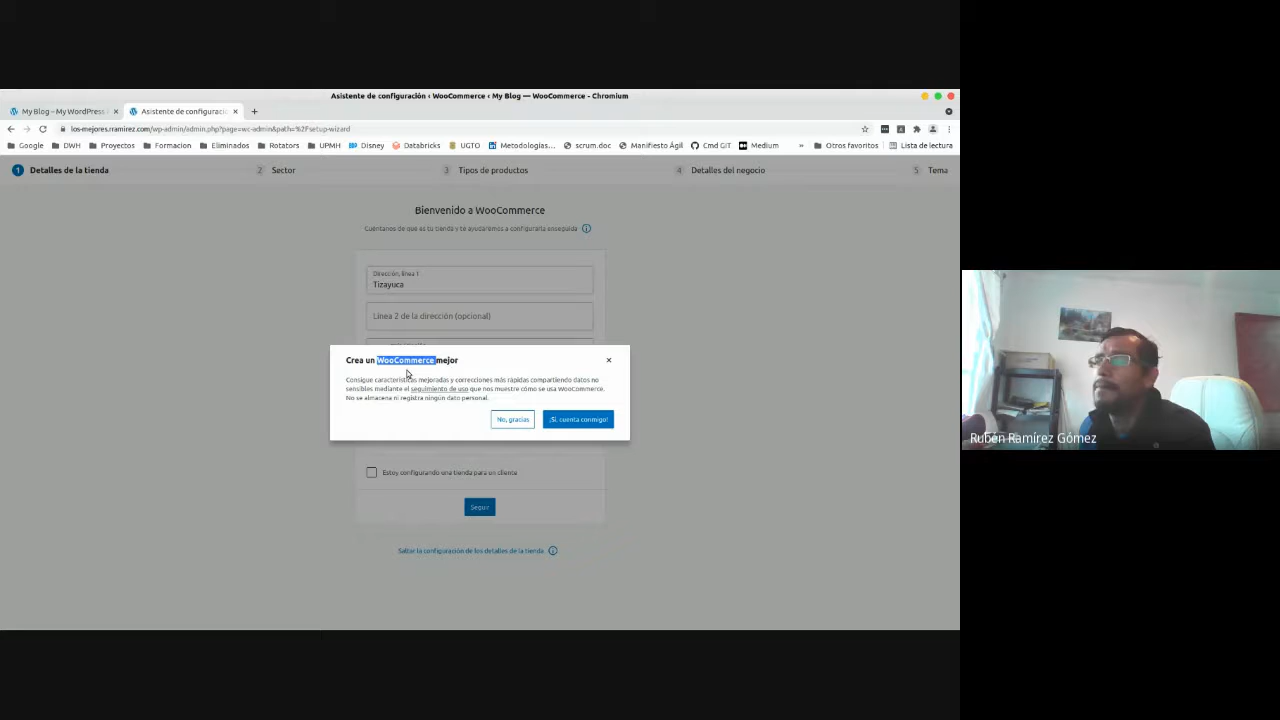 Asistente de configuración ‹ WooCommerce ‹ My Blog — WooCommerce - Chromium
My Blog – My WordPress
Asistente de configuraci
los-mejores.rramirez.com/wp-admin/admin.php?page=wc-admin&path=%2Fsetup-wizard
Google DWH Proyectos Formacion Eliminados Rotators UPMH Disney Databricks UGTO Metodologías... scrum.doc Manifiesto Ágil Cmd GIT Medium » Otros favoritos Lista de lectura
1 Detalles de la tienda 2 Sector 3 Tipos de productos 4 Detalles del negocio 5 Tema
Bienvenido a WooCommerce
Cuéntanos de qué es tu tienda y te ayudaremos a configurarla enseguida
Dirección, línea 1
Tizayuca
Línea 2 de la dirección (opcional)
Crea un WooCommerce mejor
Consigue características mejoradas y correcciones más rápidas compartiendo datos no
sensibles mediante el seguimiento de uso que nos muestre cómo se usa WooCommerce.
No se almacena ni registra ningún dato personal.
No, gracias
¡Sí, cuenta conmigo!
Estoy configurando una tienda para un cliente
Seguir
Saltar la configuración de los detalles de la tienda
Rubén Ramírez Gómez